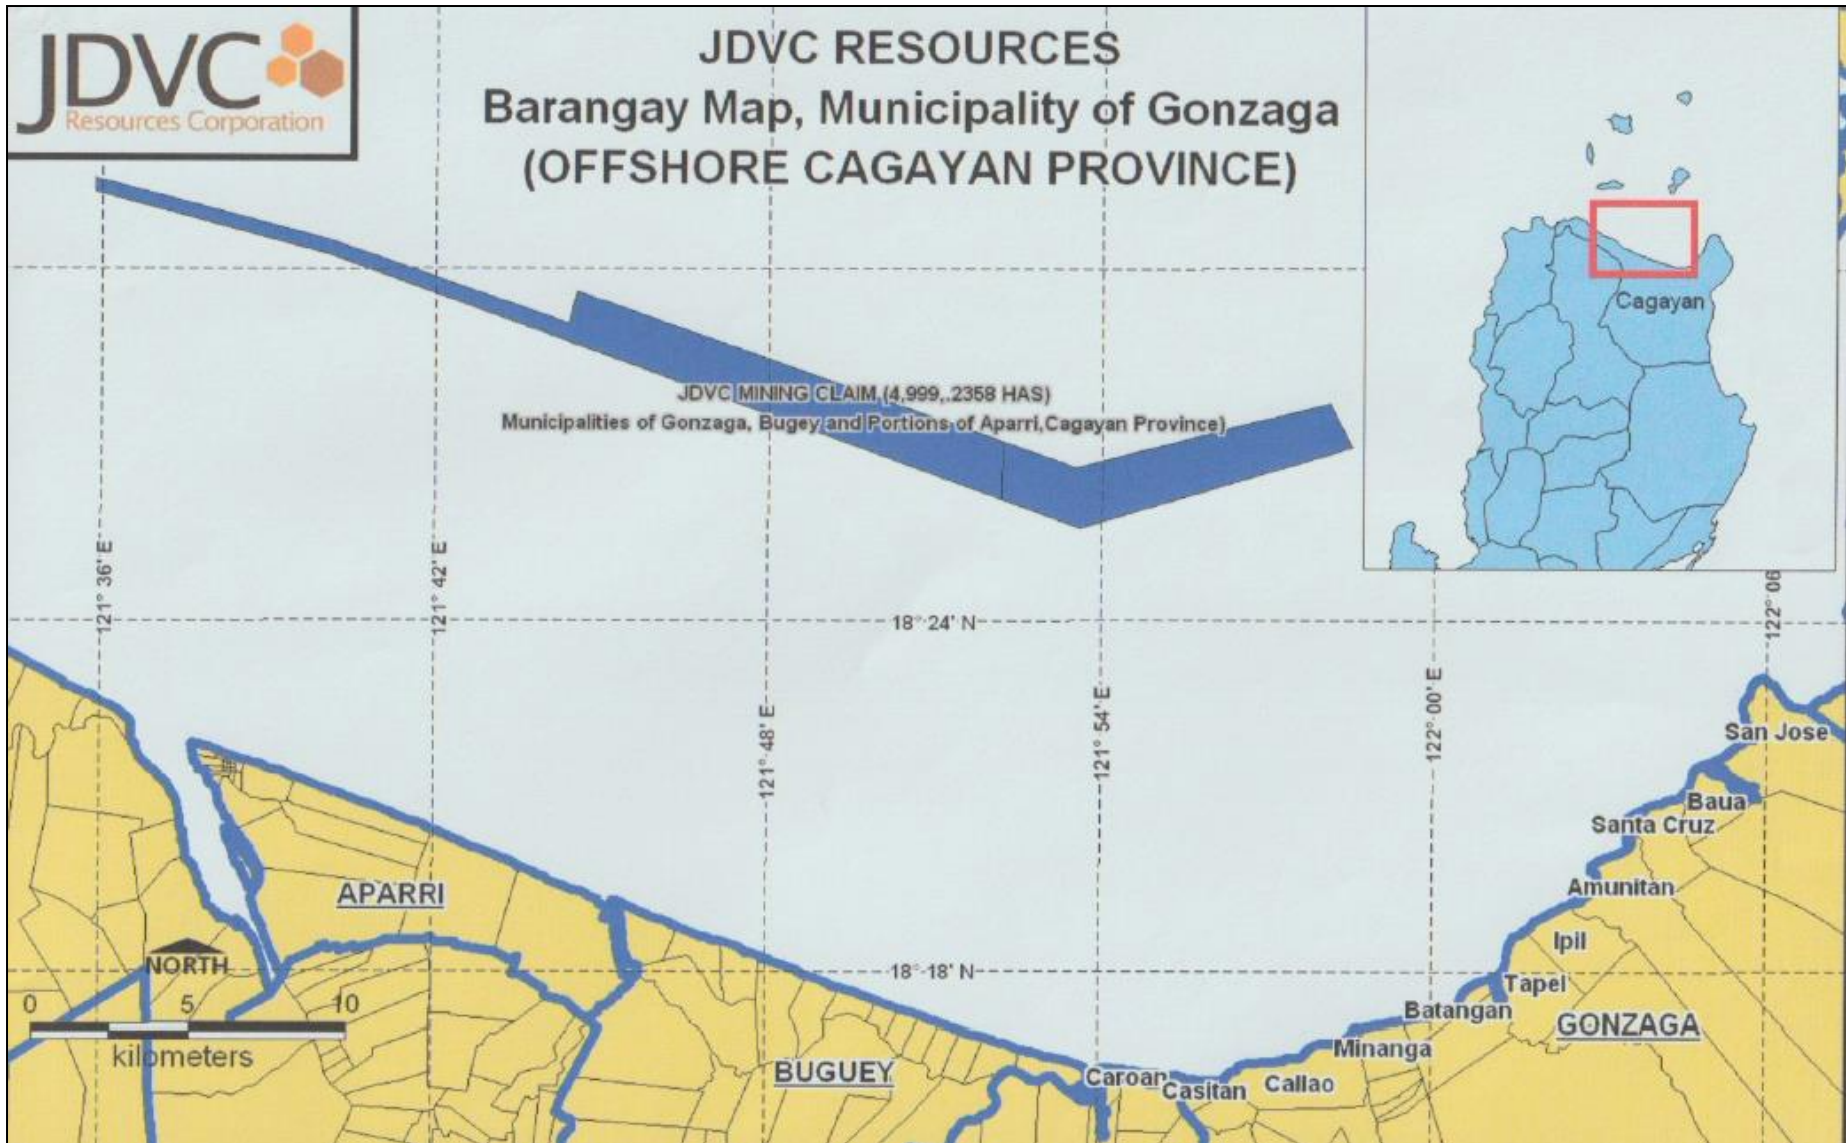 JDVC
Resources Corporation
JDVC RESOURCES
Barangay Map, Municipality of Gonzaga
(OFFSHORE CAGAYAN PROVINCE)
Cagayan
JDVC MINING CLAIM (4,999,.2358 HAS)
Municipalities of Gonzaga, Bugey and Portions of Aparri,Cagayan Province)
121° 36' E
121° 42' E
121° 48' E
121° 54' E
122° 00' E
122° 06
18° 24' N
18° 18' N
San Jose
Baua
Santa Cruz
Amunitan
Ipil
Tapel
Batangan
GONZAGA
Minanga
Callao
Casitan
Caroan
BUGUEY
APARRI
NORTH
0 5 10
kilometers